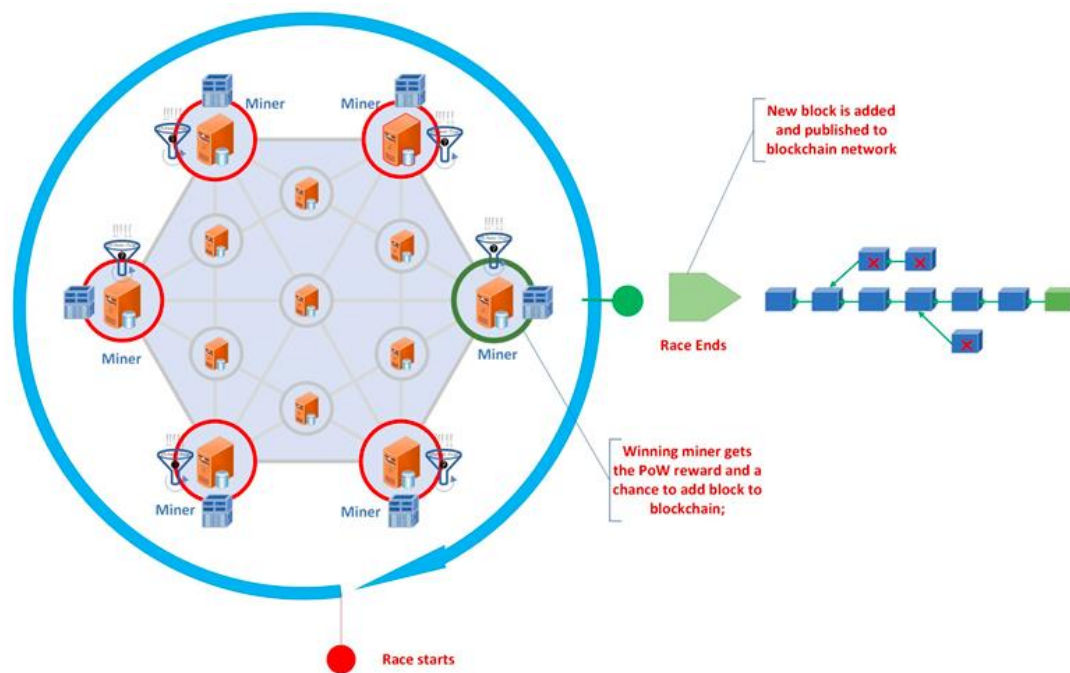 Miner
Miner
New block is added
and published to
blockchain network
Miner
Miner
Race Ends
Miner
Miner
Winning miner gets
the PoW reward and a
chance to add block to
blockchain;
Race starts